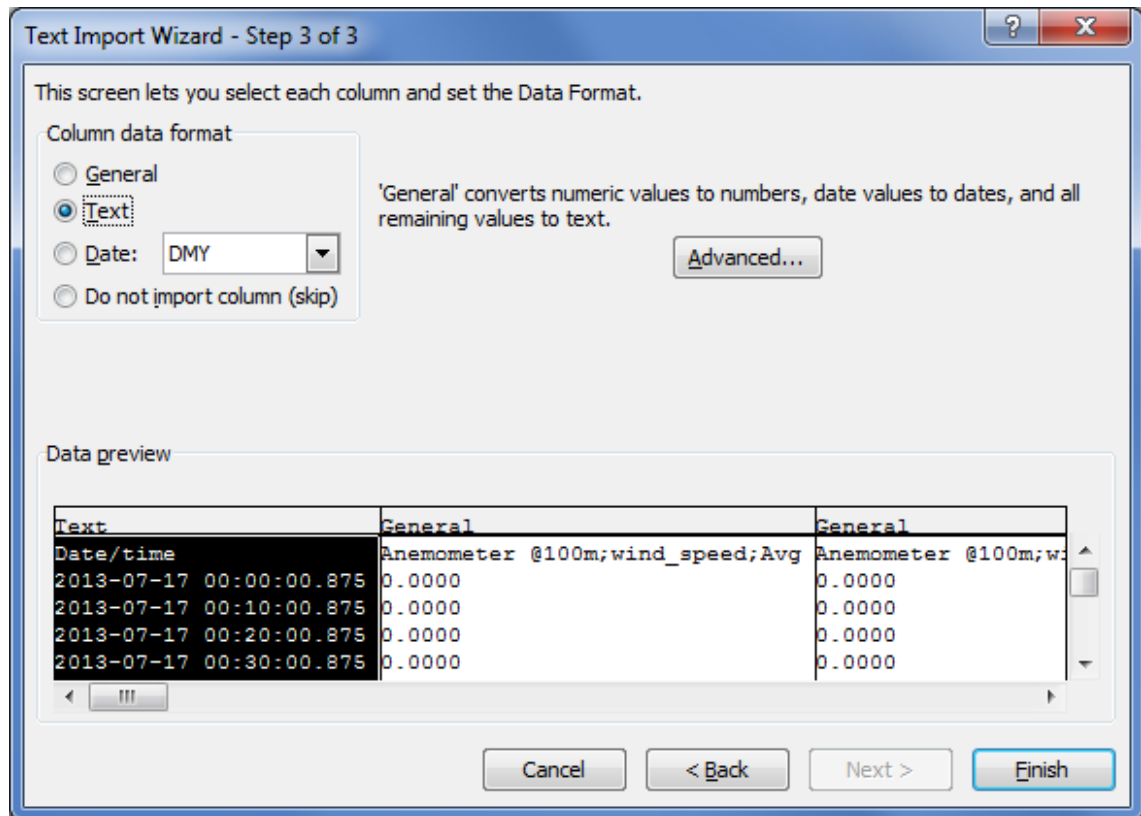 Text Import Wizard - Step 3 of 3
This screen lets you select each column and set the Data Format.
Column data format
General
Text
Date: DMY
Do not import column (skip)
'General' converts numeric values to numbers, date values to dates, and all
remaining values to text.
Advanced...
Data preview
Text General General
Date/time Anemometer @100m;wind_speed;Avg Anemometer @100m;wi
2013-07-17 00:00:00.875 0.0000 0.0000
2013-07-17 00:10:00.875 0.0000 0.0000
2013-07-17 00:20:00.875 0.0000 0.0000
2013-07-17 00:30:00.875 0.0000 0.0000
Cancel < Back Next > Finish